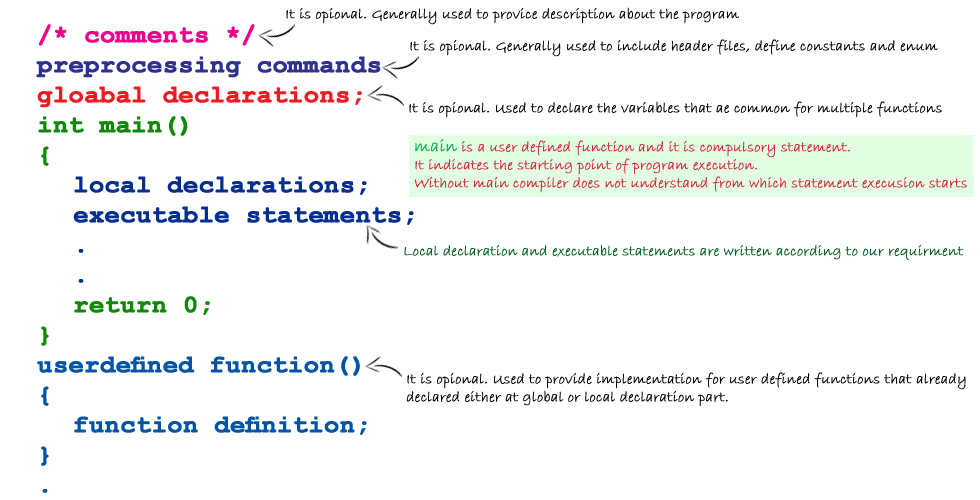 It is opional. Generally used to provice description about the program
/* comments */
It is opional. Generally used to include header files, define constants and enum
preprocessing commands
gloabal declarations;
It is opional. Used to declare the variables that ae common for multiple functions
int main()
main is a user defined function and it is compulsory statement.
{
It indicates the starting point of program execution.
Without main compiler does not understand from which statement execusion starts
local declarations;
executable statements;
.
Local declaration and executable statements are written according to our requirment
.
return 0;
}
userdefined function()
It is opional. Used to provide implementation for user defined functions that already
declared either at global or local declaration part.
{
function definition;
}
.